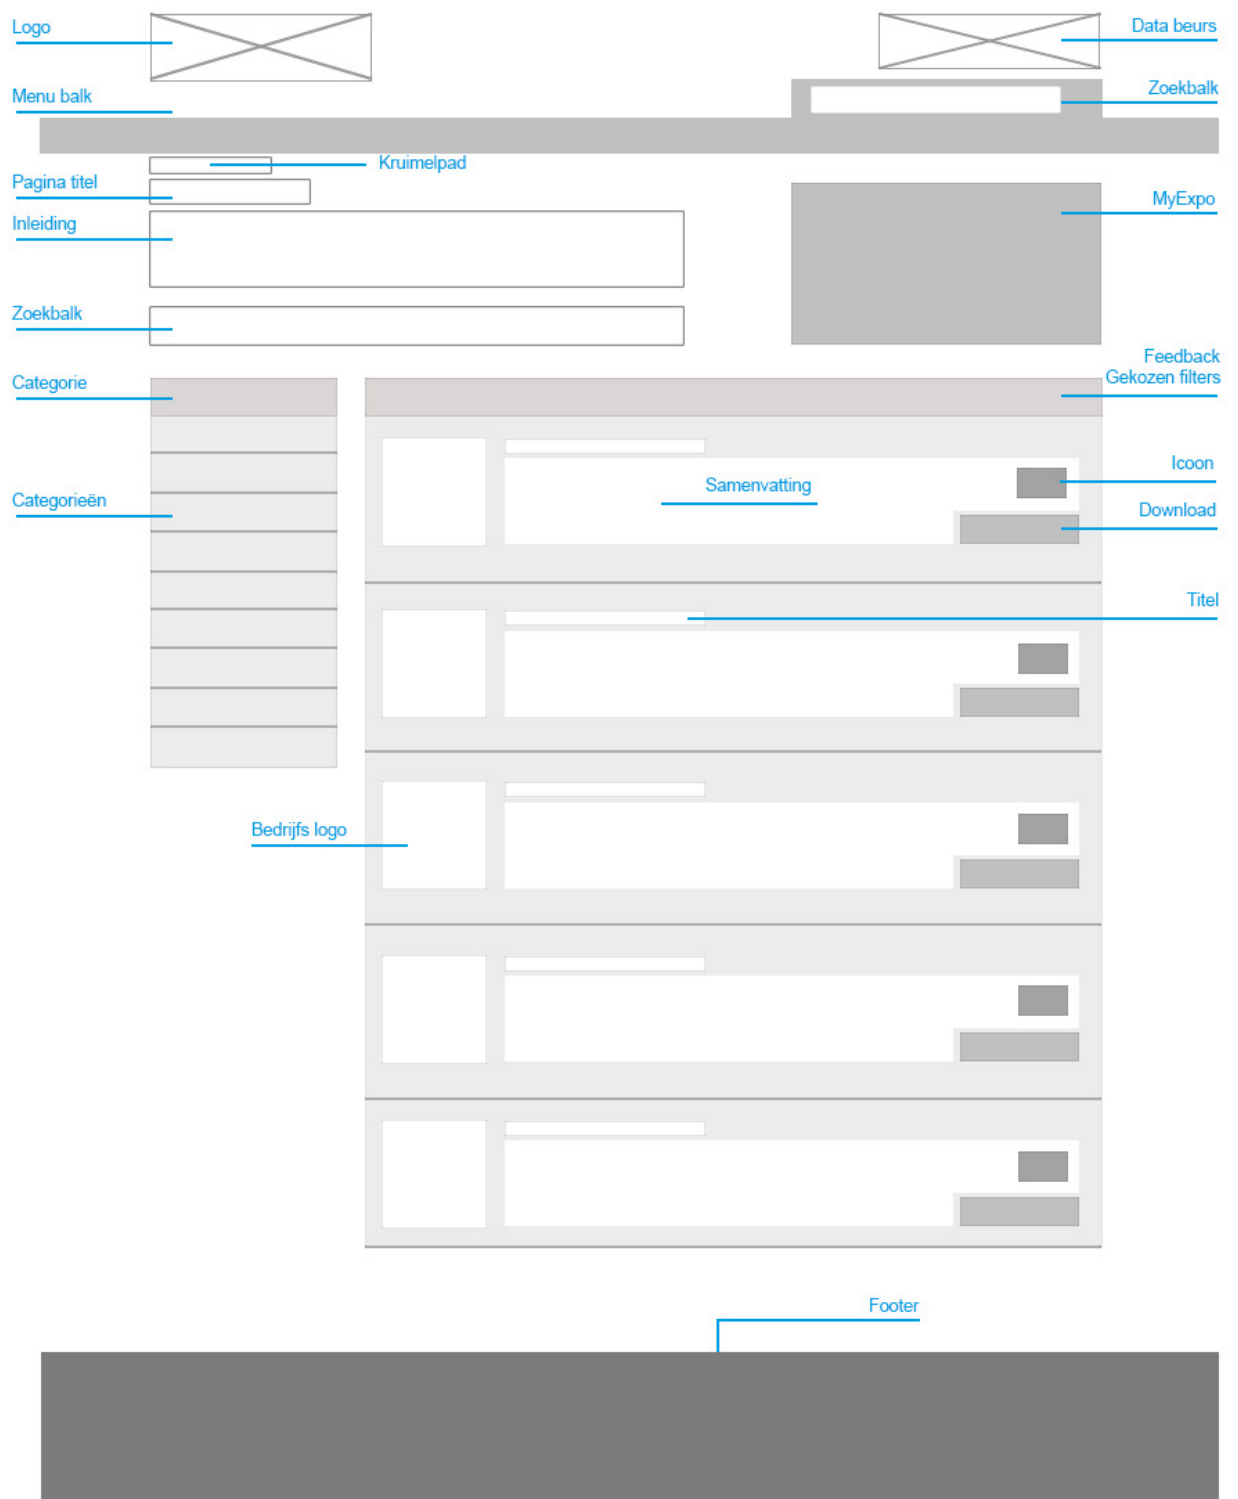 Logo
Data beurs
Menu balk
Zoekbalk
Kruimelpad
Pagina titel
MyExpo
Inleiding
Zoekbalk
Feedback
Gekozen filters
Categorie
Icoon
Samenvatting
Categorieën
Download
Titel
Bedrijfs logo
Footer